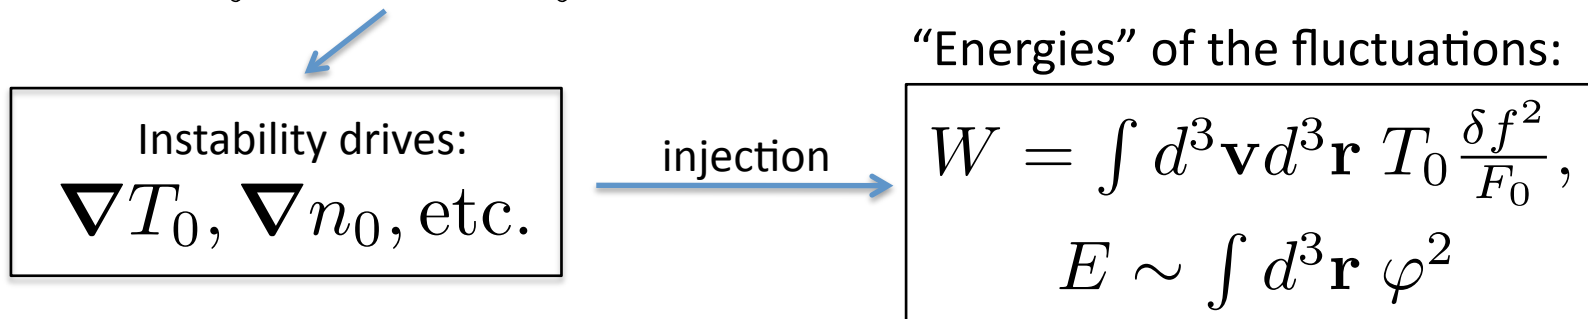 “Energies” of the fluctuations:
Instability drives:
∇T₀, ∇n₀, etc.
injection
W = ∫ d³v d³r T₀ δf²/F₀,
E ∼ ∫ d³r φ²